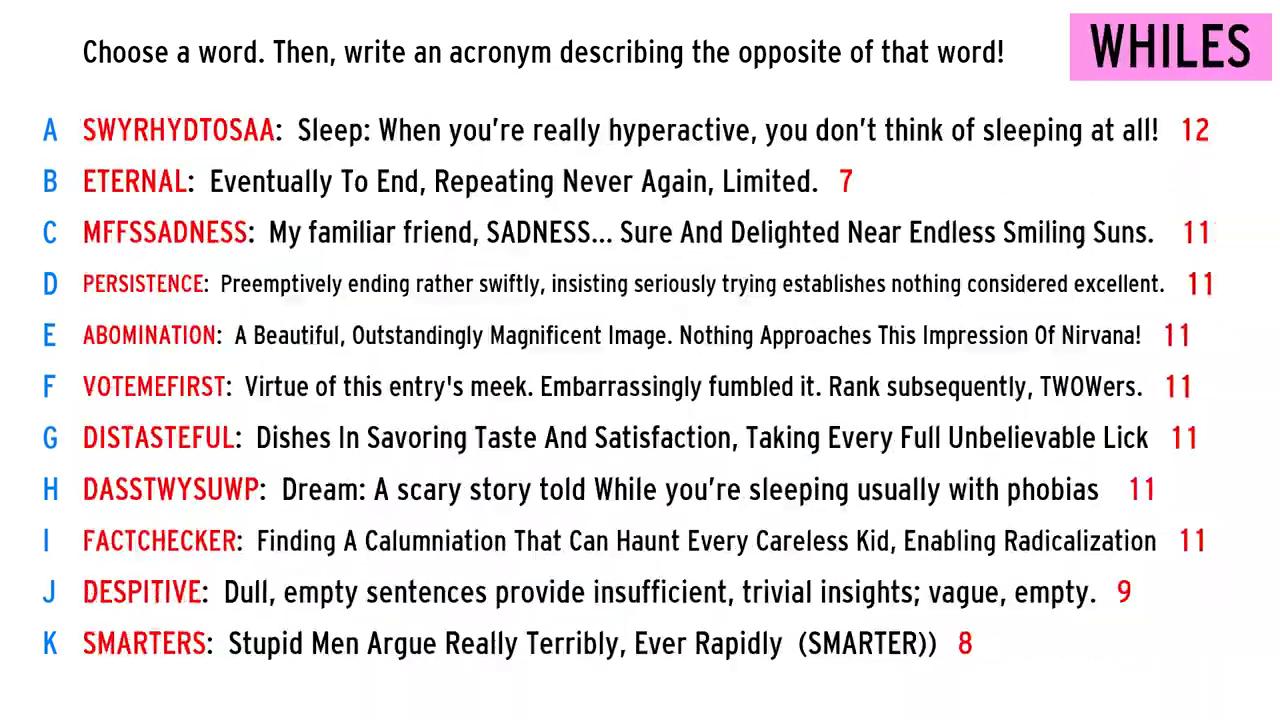 Choose a word. Then, write an acronym describing the opposite of that word!
WHILES
A SWYRHYDTOSAA: Sleep: When you're really hyperactive, you don't think of sleeping at all! 12
B ETERNAL: Eventually To End, Repeating Never Again, Limited. 7
C MFFSSADNESS: My familiar friend, SADNESS... Sure And Delighted Near Endless Smiling Suns. 11
D PERSISTENCE: Preemptively ending rather swiftly, insisting seriously trying establishes nothing considered excellent. 11
E ABOMINATION: A Beautiful, Outstandingly Magnificent Image. Nothing Approaches This Impression Of Nirvana! 11
F VOTEMEFIRST: Virtue of this entry's meek. Embarrassingly fumbled it. Rank subsequently, TWOWers. 11
G DISTASTEFUL: Dishes In Savoring Taste And Satisfaction, Taking Every Full Unbelievable Lick 11
H DASSTWYSUWP: Dream: A scary story told While you're sleeping usually with phobias 11
I FACTCHECKER: Finding A Calumniation That Can Haunt Every Careless Kid, Enabling Radicalization 11
J DESPITIVE: Dull, empty sentences provide insufficient, trivial insights; vague, empty. 9
K SMARTERS: Stupid Men Argue Really Terribly, Ever Rapidly (SMARTER)) 8